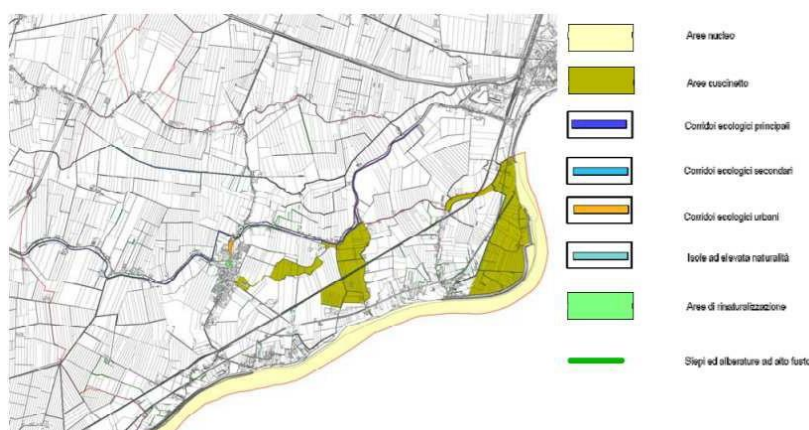 Aree nucleo
Aree cuscinetto
Corridoi ecologici principali
Corridoi ecologici secondari
Corridoi ecologici urbani
Isole ad elevata naturalità
Aree di rinaturalizzazione
Siepi ed alberature ad alto fusto